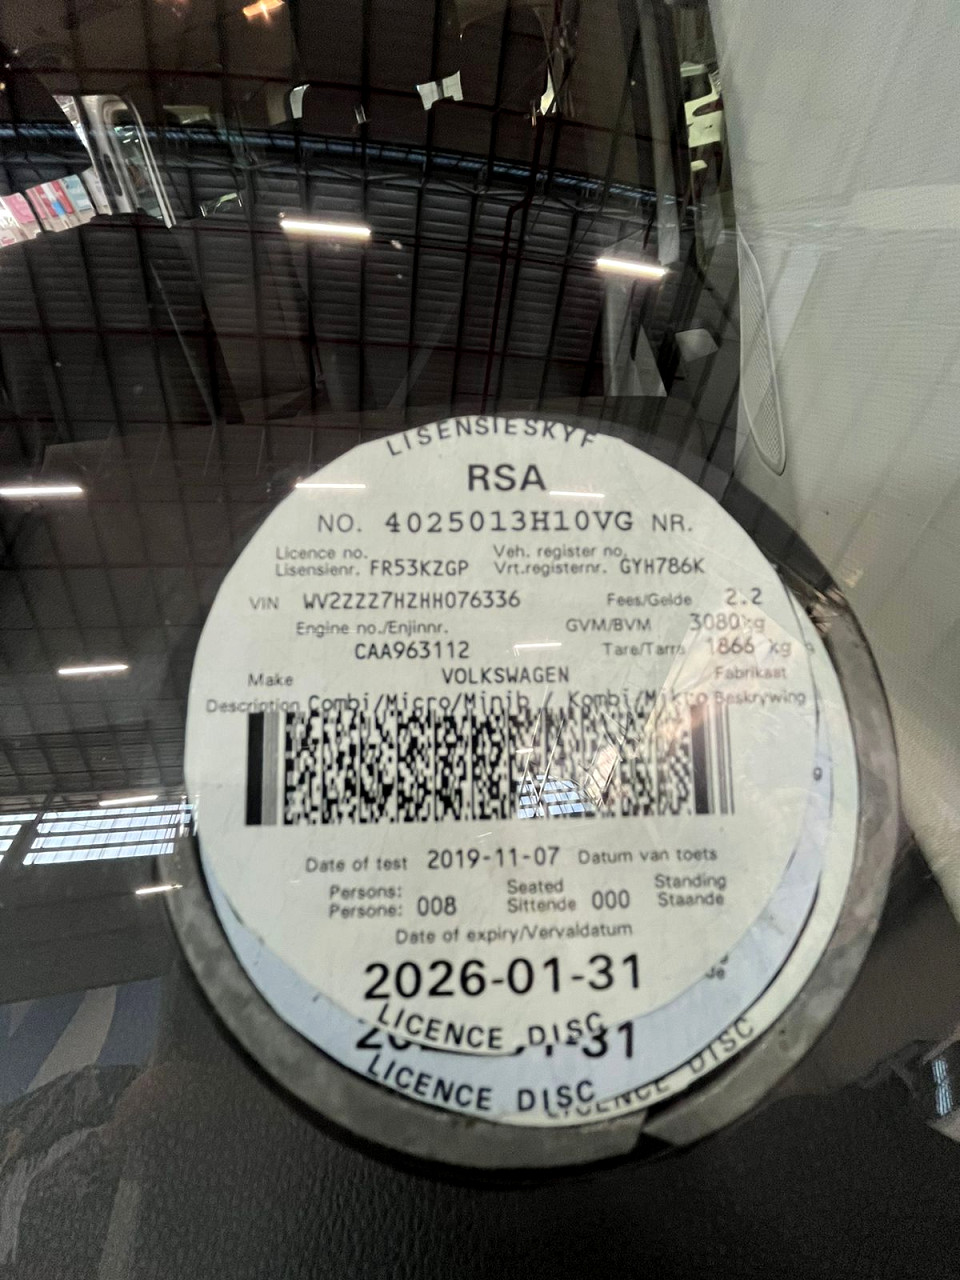 LISENSIESKYF
RSA
NO. 4025013H10VG NR.
Licence no. Veh. register no.
Lisensienr. FR53KZGP Vrt.registernr. GYH786K
VIN WV2ZZZ7HZHH076336 Fees/Gelde 2.2
Engine no./Enjinnr. GVM/BVM 3080kg
CAA963112 Tare/Tarra 1866 kg
Make VOLKSWAGEN Fabrikaat
Description Combi/Micro/Minib / Kombi/Mikro Beskrywing
g
Date of test 2019-11-07 Datum van toets
Persons: Seated Standing
Persone: 008 Sittende 000 Staande
Date of expiry/Vervaldatum
2026-01-31
LICENCE DISC
LICENCE DISC
LICENCE DISC